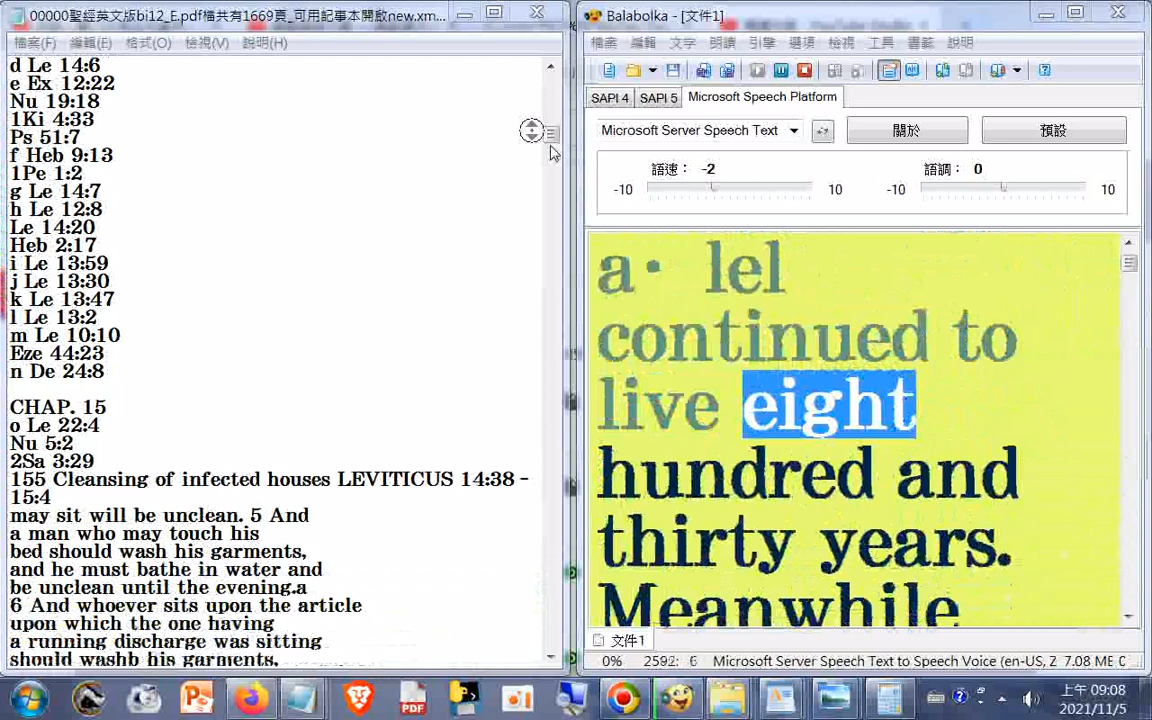 00000聖經英文版bi12_E.pdf檔共有1669頁_可用記事本開啟new.xm...
檔案(F) 編輯(E) 格式(O) 檢視(V) 說明(H)
d Le 14:6
e Ex 12:22
Nu 19:18
1Ki 4:33
Ps 51:7
f Heb 9:13
1Pe 1:2
g Le 14:7
h Le 12:8
Le 14:20
Heb 2:17
i Le 13:59
j Le 13:30
k Le 13:47
l Le 13:2
m Le 10:10
Eze 44:23
n De 24:8
CHAP. 15
o Le 22:4
Nu 5:2
2Sa 3:29
155 Cleansing of infected houses LEVITICUS 14:38 -
15:4
may sit will be unclean. 5 And
a man who may touch his
bed should wash his garments,
and he must bathe in water and
be unclean until the evening.a
6 And whoever sits upon the article
upon which the one having
a running discharge was sitting
should washb his garments,
Balabolka - [文件1]
檔案 編輯 文字 朗讀 引擎 選項 檢視 工具 書籤 說明
SAPI 4 SAPI 5 Microsoft Speech Platform
Microsoft Server Speech Text 關於 預設
語速： -2 語調： 0
-10 10 -10 10
a· lel
continued to
live eight
hundred and
thirty years.
Meanwhile
文件1
0% 2592: 6 Microsoft Server Speech Text to Speech Voice (en-US, Z 7.08 ME
PDF
上午 09:08
2021/11/5